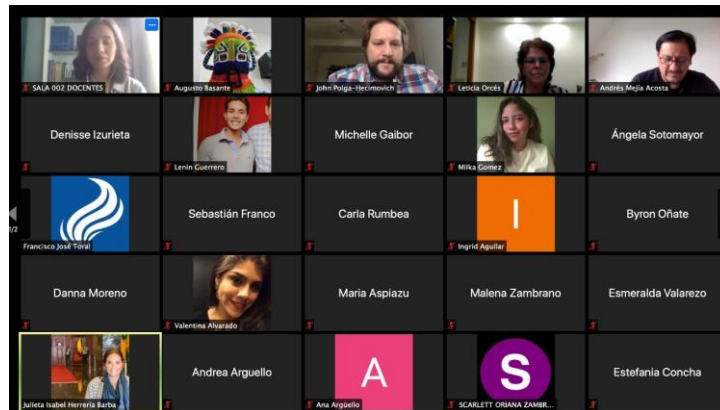 SALA 002 DOCENTES
Augusto Basante
John Polga-Hecimovich
Leticia Orcés
Andrés Mejía Acosta
Denisse Izurieta
Lenin Guerrero
Michelle Gaibor
Milka Gomez
Ángela Sotomayor
1/2
Francisco José Toral
Sebastián Franco
Carla Rumbea
I
Ingrid Aguilar
Byron Oñate
Danna Moreno
Valentina Alvarado
Maria Aspiazu
Malena Zambrano
Esmeralda Valarezo
Julieta Isabel Herrería Barba
Andrea Arguello
A
Ana Argüello
S
SCARLETT ORIANA ZAMBR...
Estefania Concha